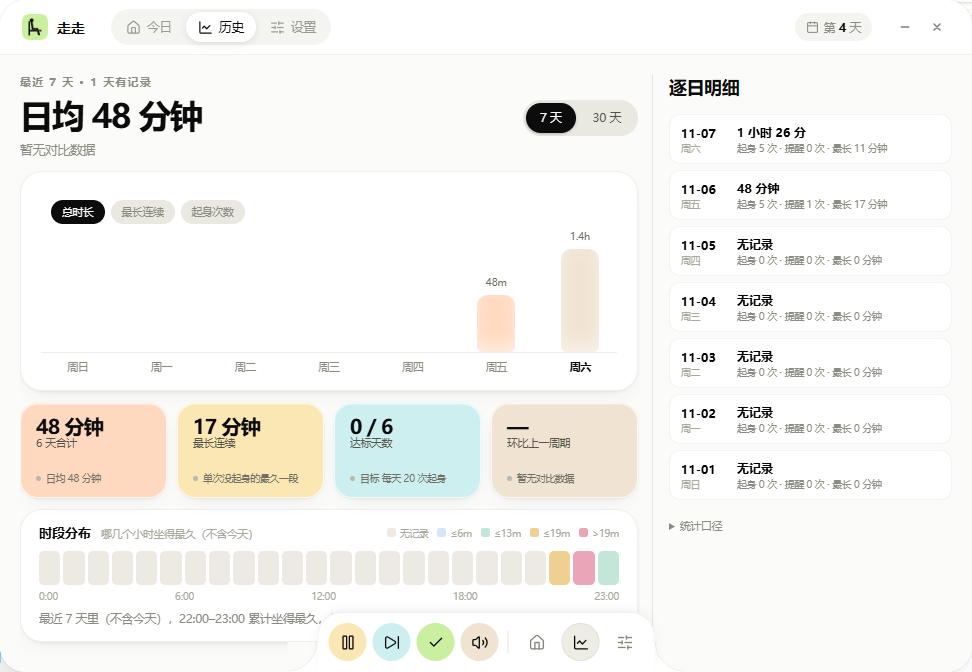 走走
今日
历史
设置
第 4 天
最近 7 天 • 1 天有记录
日均 48 分钟
暂无对比数据
7 天
30 天
总时长
最长连续
起身次数
48m
1.4h
周日
周一
周二
周三
周四
周五
周六
48 分钟
6 天合计
日均 48 分钟
17 分钟
最长连续
单次没起身的最久一段
0 / 6
达标天数
目标 每天 20 次起身
—
环比上一周期
暂无对比数据
时段分布
哪几个小时坐得最久（不含今天）
无记录
≤6m
≤13m
≤19m
>19m
0:00
6:00
12:00
18:00
23:00
最近 7 天里（不含今天），22:00–23:00 累计坐得最久，
逐日明细
11-07
1 小时 26 分
周六
起身 5 次 · 提醒 0 次 · 最长 11 分钟
11-06
48 分钟
周五
起身 5 次 · 提醒 1 次 · 最长 17 分钟
11-05
无记录
周四
起身 0 次 · 提醒 0 次 · 最长 0 分钟
11-04
无记录
周三
起身 0 次 · 提醒 0 次 · 最长 0 分钟
11-03
无记录
周二
起身 0 次 · 提醒 0 次 · 最长 0 分钟
11-02
无记录
周一
起身 0 次 · 提醒 0 次 · 最长 0 分钟
11-01
无记录
周日
起身 0 次 · 提醒 0 次 · 最长 0 分钟
统计口径